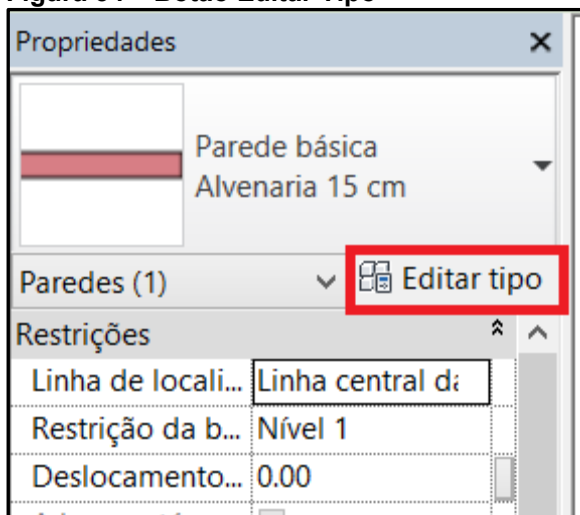 Propriedades
Parede básica
Alvenaria 15 cm
Paredes (1)
Editar tipo
Restrições
Linha de locali... Linha central da
Restrição da b... Nível 1
Deslocamento... 0.00